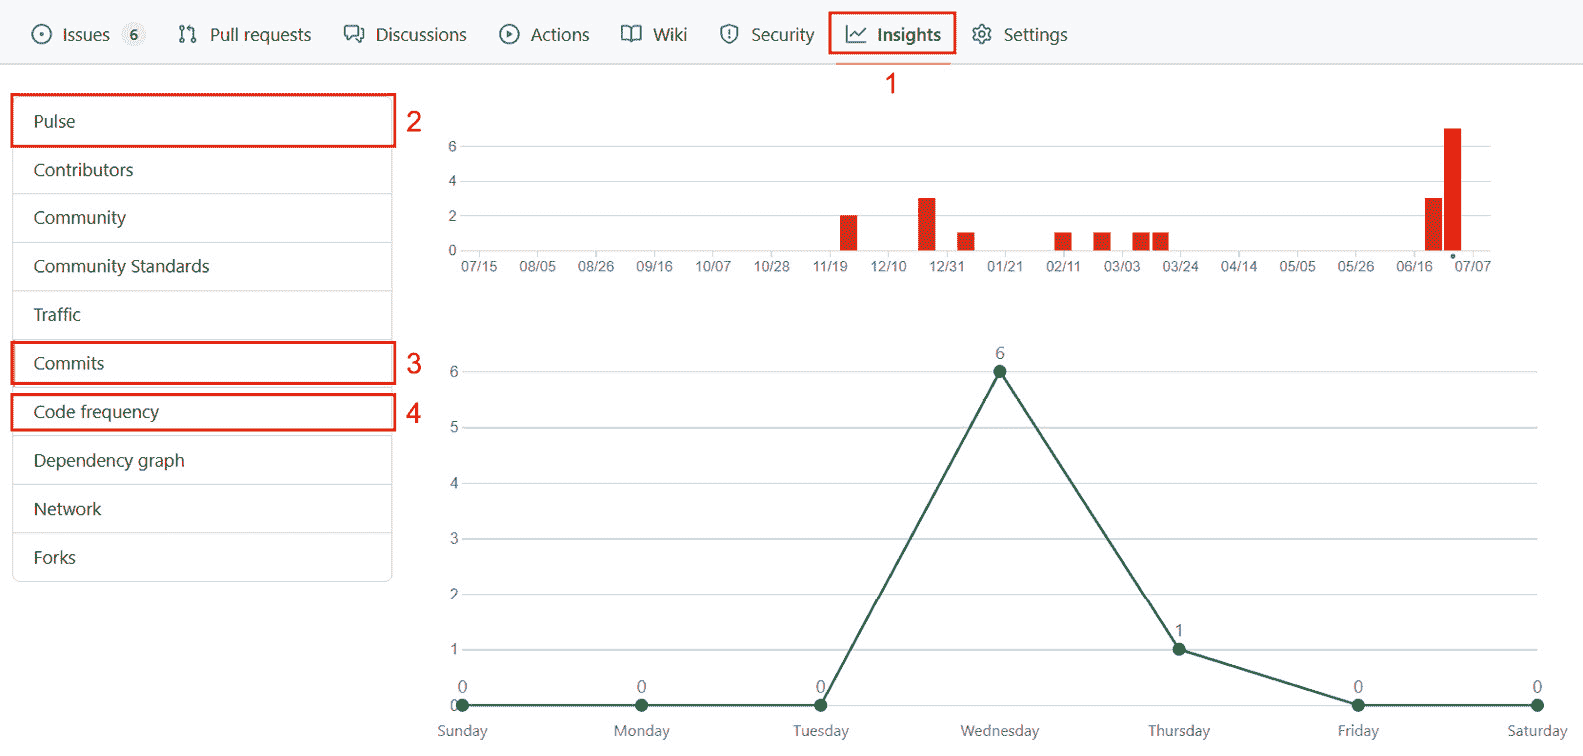 Issues 6 Pull requests Discussions Actions Wiki Security Insights Settings
1
Pulse 2
Contributors
Community
Community Standards
Traffic
Commits 3
Code frequency 4
Dependency graph
Network
Forks
6
4
2
0
07/15 08/05 08/26 09/16 10/07 10/28 11/19 12/10 12/31 01/21 02/11 03/03 03/24 04/14 05/05 05/26 06/16 07/07
6
6
5
4
3
2
1
1
0 0 0 0 0
0
Sunday Monday Tuesday Wednesday Thursday Friday Saturday